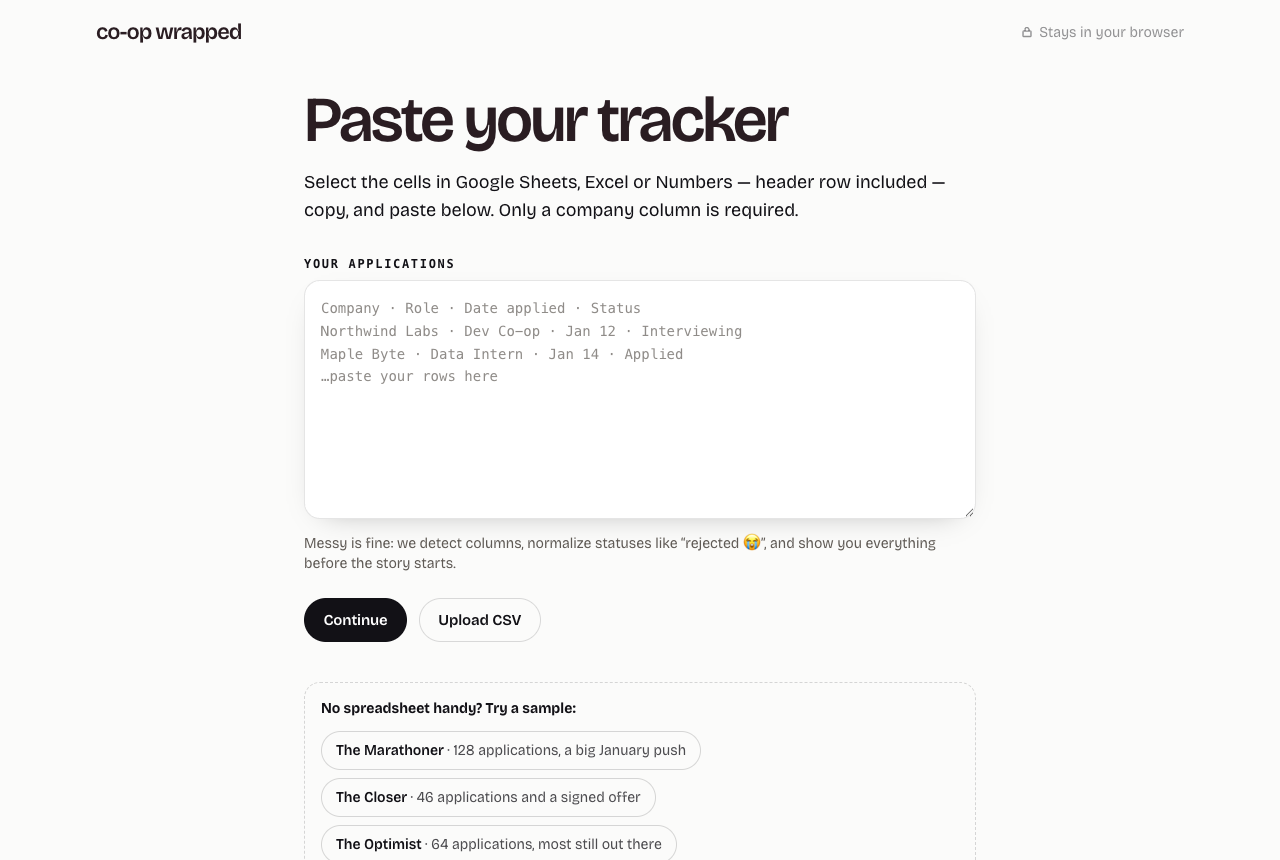 co-op wrapped
Stays in your browser
Paste your tracker
Select the cells in Google Sheets, Excel or Numbers — header row included —
copy, and paste below. Only a company column is required.
YOUR APPLICATIONS
Company · Role · Date applied · Status
Northwind Labs · Dev Co-op · Jan 12 · Interviewing
Maple Byte · Data Intern · Jan 14 · Applied
…paste your rows here
Messy is fine: we detect columns, normalize statuses like “rejected 😭”, and show you everything
before the story starts.
Continue
Upload CSV
No spreadsheet handy? Try a sample:
The Marathoner · 128 applications, a big January push
The Closer · 46 applications and a signed offer
The Optimist · 64 applications, most still out there